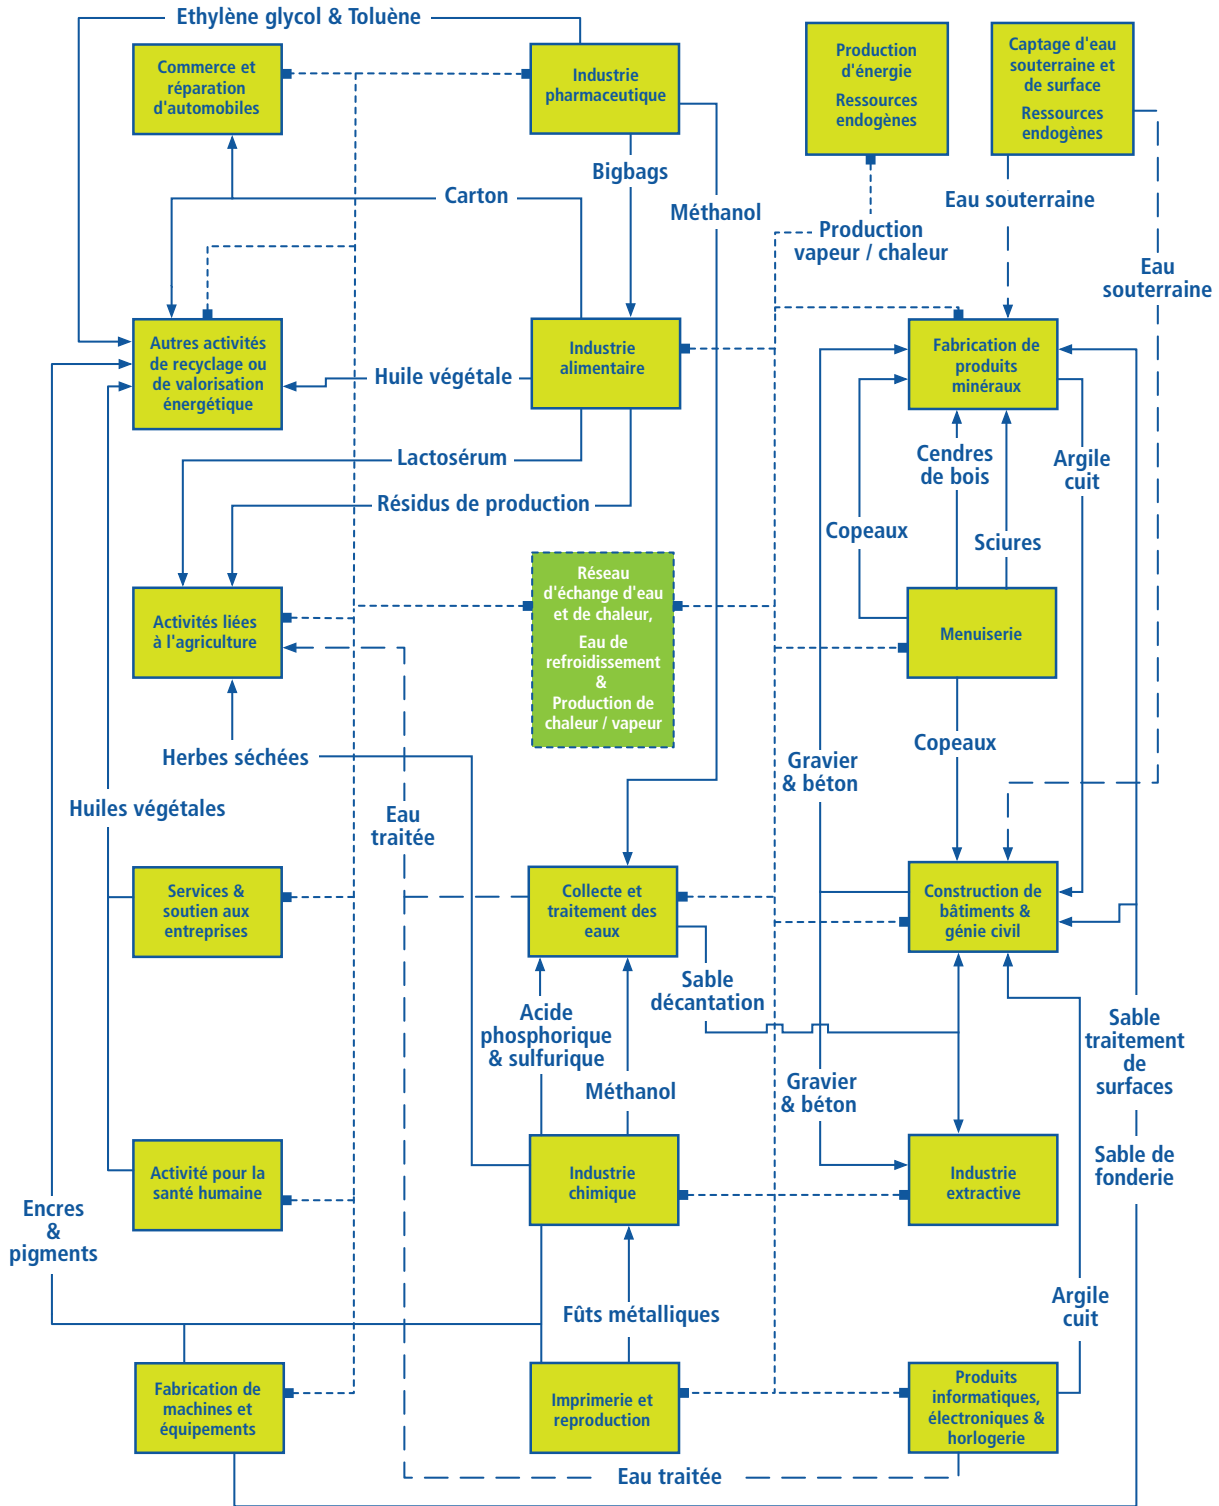 Ethylène glycol & Toluène
Commerce et
réparation
d'automobiles
Industrie
pharmaceutique
Production
d'énergie
Ressources
endogènes
Captage d'eau
souterraine et
de surface
Ressources
endogènes
Bigbags
Carton
Méthanol
Eau souterraine
Production
vapeur / chaleur
Eau
souterraine
Autres activités
de recyclage ou
de valorisation
énergétique
Huile végétale
Industrie
alimentaire
Fabrication de
produits
minéraux
Lactosérum
Cendres
de bois
Argile
cuit
Résidus de production
Copeaux
Sciures
Activités liées
à l'agriculture
Réseau
d'échange d'eau
et de chaleur,
Eau de
refroidissement
&
Production de
chaleur / vapeur
Menuiserie
Herbes séchées
Copeaux
Gravier
& béton
Huiles végétales
Eau
traitée
Services &
soutien aux
entreprises
Collecte et
traitement des
eaux
Construction de
bâtiments &
génie civil
Sable
décantation
Acide
phosphorique
& sulfurique
Méthanol
Gravier
& béton
Sable
traitement
de
surfaces
Activité pour la
santé humaine
Industrie
chimique
Industrie
extractive
Sable de
fonderie
Encres
&
pigments
Fûts métalliques
Argile
cuit
Fabrication de
machines et
équipements
Imprimerie et
reproduction
Produits
informatiques,
électroniques &
horlogerie
Eau traitée